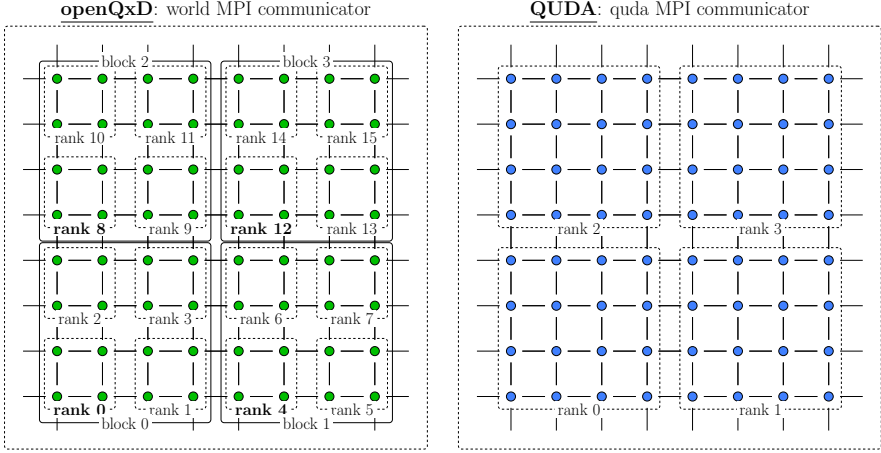 openQxD: world MPI communicator
block 2 block 3
rank 10 rank 11 rank 14 rank 15
rank 8 rank 9 rank 12 rank 13
rank 2 rank 3 rank 6 rank 7
rank 0 rank 1 rank 4 rank 5
block 0 block 1
QUDA: quda MPI communicator
rank 2 rank 3
rank 0 rank 1